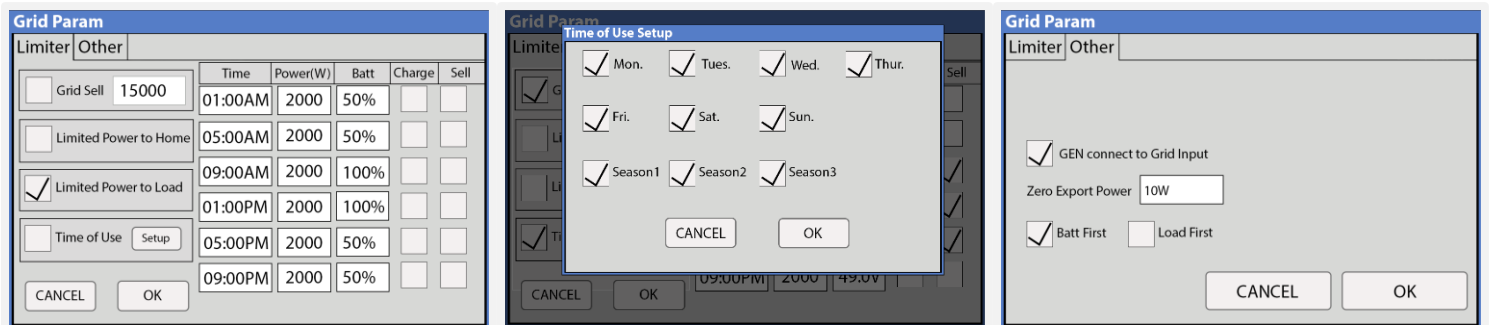 Grid Param
Limiter Other
Time Power(W) Batt Charge Sell
Grid Sell 15000
01:00AM 2000 50%
Limited Power to Home
05:00AM 2000 50%
09:00AM 2000 100%
Limited Power to Load
01:00PM 2000 100%
Time of Use Setup
05:00PM 2000 50%
09:00PM 2000 50%
CANCEL OK
Grid Param
Time of Use Setup
Limite
Sell
Mon. Tues. Wed. Thur.
G
Fri. Sat. Sun.
Li
Season1 Season2 Season3
Li
CANCEL OK
Ti
09:00PM 2000 49.0V
CANCEL OK
Grid Param
Limiter Other
GEN connect to Grid Input
Zero Export Power 10W
Batt First Load First
CANCEL OK